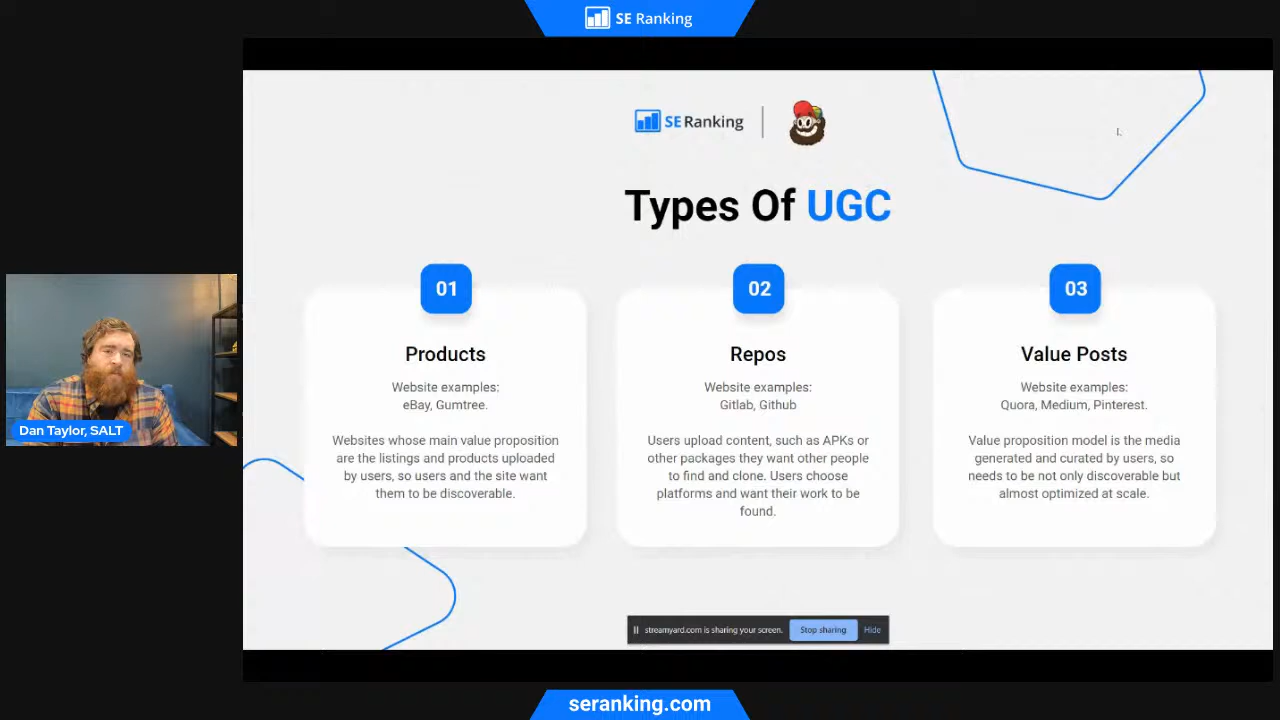 SE Ranking
SE Ranking
Types Of UGC
01
Products
Website examples:
eBay, Gumtree.
Websites whose main value proposition
are the listings and products uploaded
by users, so users and the site want
them to be discoverable.
02
Repos
Website examples:
Gitlab, Github
Users upload content, such as APKs or
other packages they want other people
to find and clone. Users choose
platforms and want their work to be
found.
03
Value Posts
Website examples:
Quora, Medium, Pinterest.
Value proposition model is the media
generated and curated by users, so
needs to be not only discoverable but
almost optimized at scale.
Dan Taylor, SALT
streamyard.com is sharing your screen. Stop sharing Hide
seranking.com